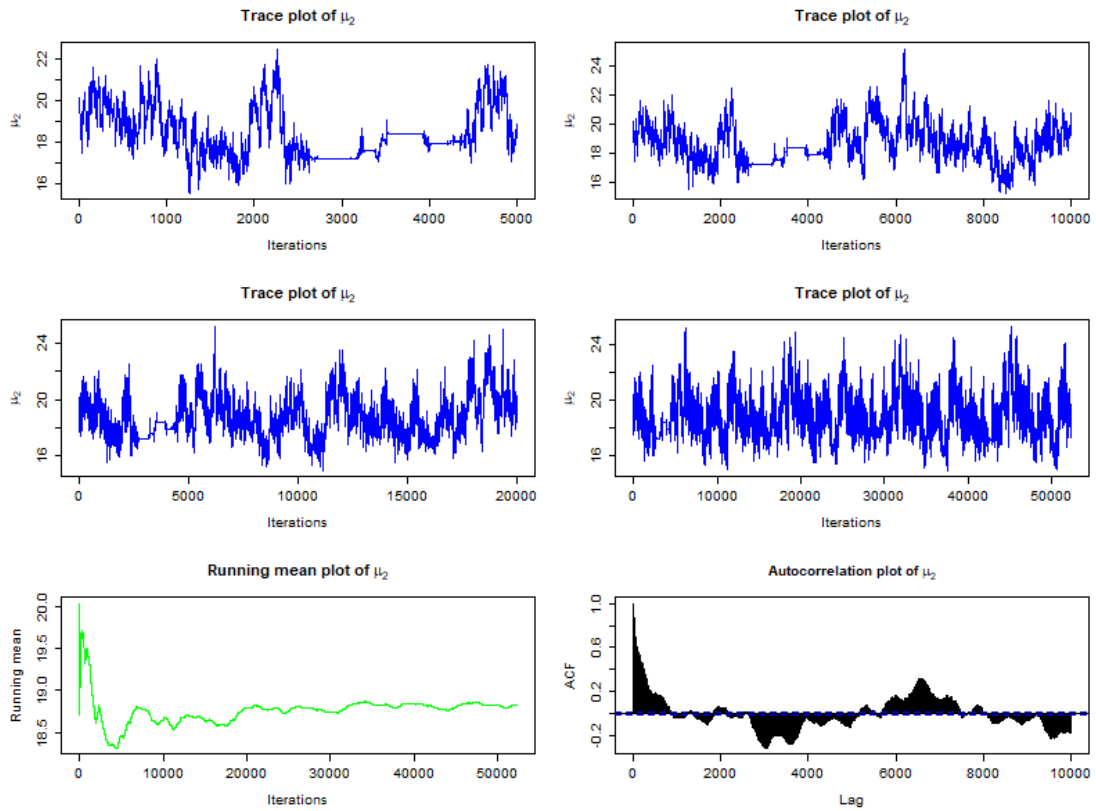 Trace plot of μ₂
22
20
18
16
μ₂
0 1000 2000 3000 4000 5000
Iterations
Trace plot of μ₂
24
22
20
18
16
μ₂
0 2000 4000 6000 8000 10000
Iterations
Trace plot of μ₂
24
20
16
μ₂
0 5000 10000 15000 20000
Iterations
Trace plot of μ₂
24
20
16
μ₂
0 10000 20000 30000 40000 50000
Iterations
Running mean plot of μ₂
20.0
19.5
19.0
18.5
Running mean
0 10000 20000 30000 40000 50000
Iterations
Autocorrelation plot of μ₂
1.0
0.6
0.2
-0.2
ACF
0 2000 4000 6000 8000 10000
Lag